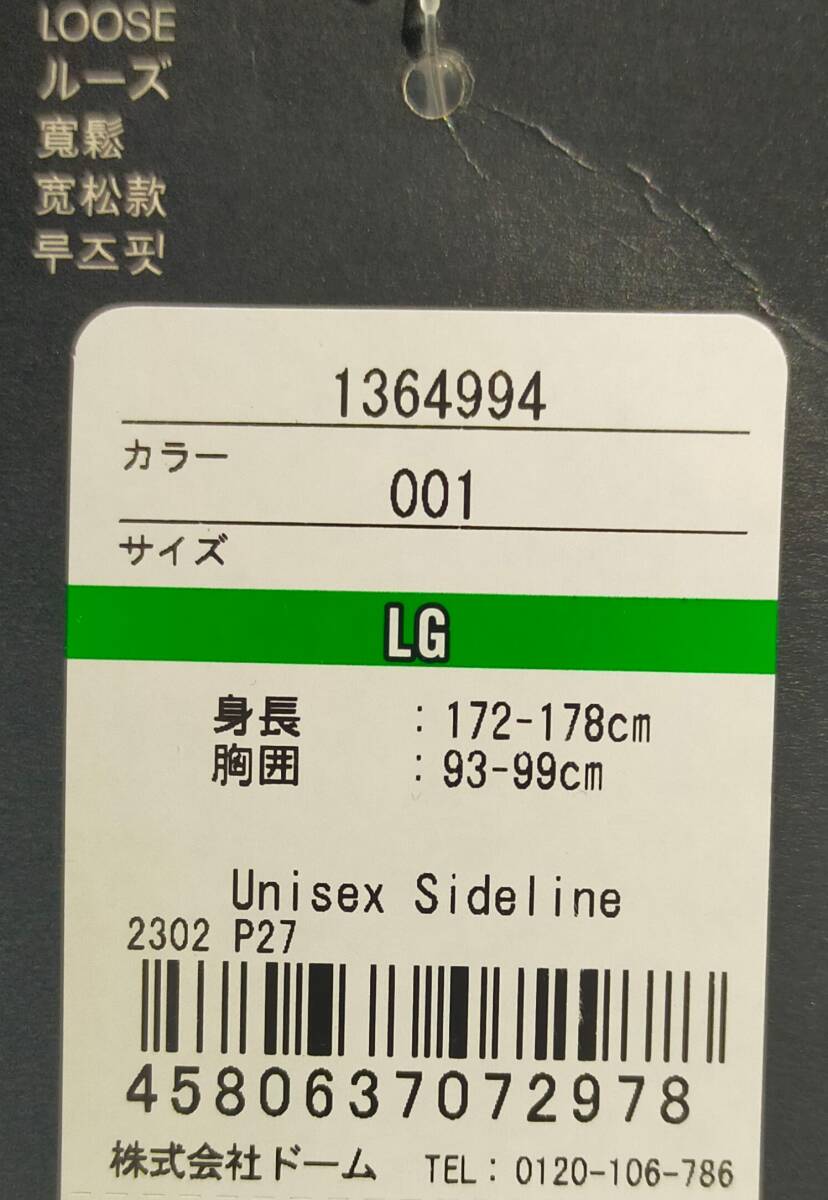 LOOSE
ルーズ
寬鬆
宽松款
루즈핏
1364994
カラー
001
サイズ
LG
身長 : 172-178cm
胸囲 : 93-99cm
Unisex Sideline
2302 P27
4580637072978
株式会社ドーム TEL: 0120-106-786